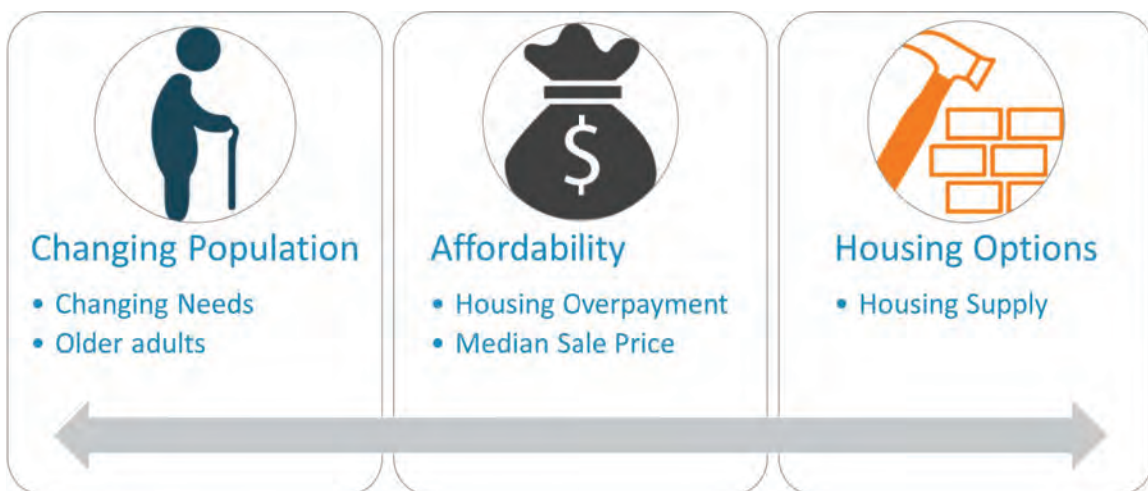 $
Changing Population
• Changing Needs
• Older adults
Affordability
• Housing Overpayment
• Median Sale Price
Housing Options
• Housing Supply